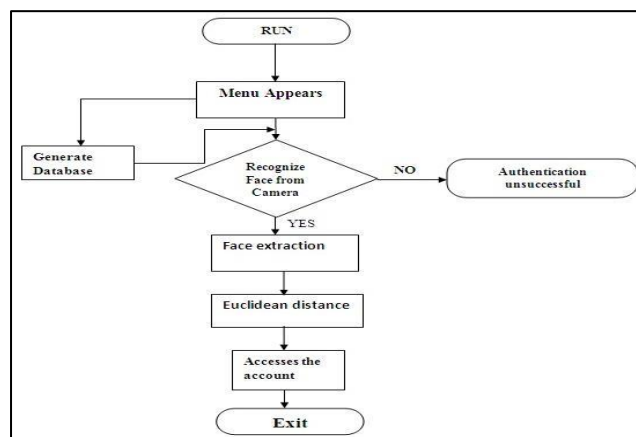 RUN
Menu Appears
Generate
Database
Recognize
Face from
Camera
NO
Authentication
unsuccessful
YES
Face extraction
Euclidean distance
Accesses the
account
Exit